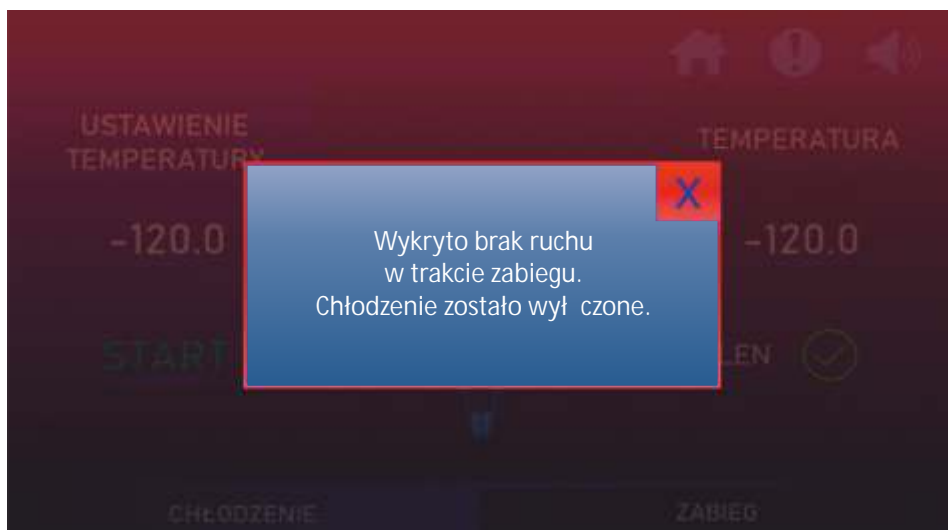 USTAWIENIE
TEMPERATURY
TEMPERATURA
X
-120.0
Wykryto brak ruchu
w trakcie zabiegu.
Chłodzenie zostało wył czone.
-120.0
START
LEN
CHŁODZENIE
ZABIEG